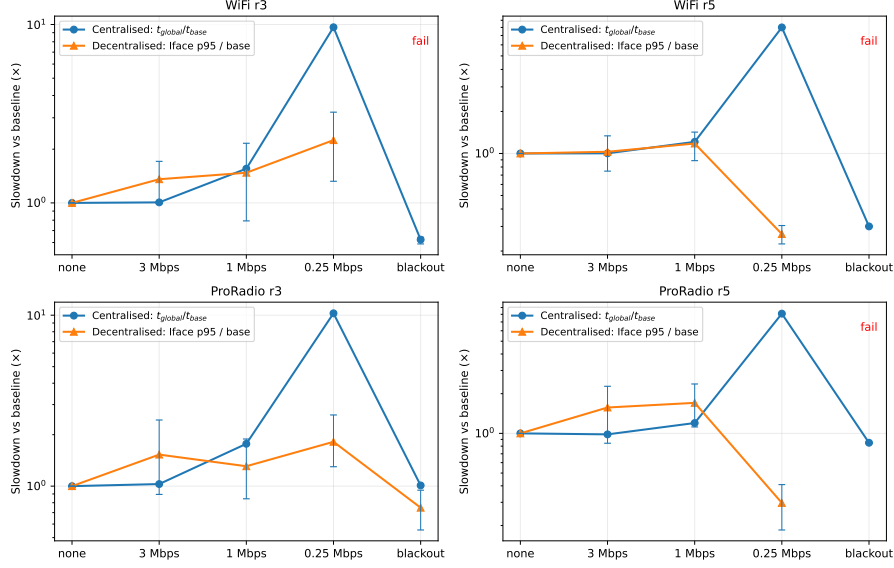 WiFi r3
Slowdown vs baseline (×)
10¹
10⁰
Centralised: t_global/t_base
Decentralised: Iface p95 / base
fail
none
3 Mbps
1 Mbps
0.25 Mbps
blackout
WiFi r5
Slowdown vs baseline (×)
10⁰
Centralised: t_global/t_base
Decentralised: Iface p95 / base
fail
none
3 Mbps
1 Mbps
0.25 Mbps
blackout
ProRadio r3
Slowdown vs baseline (×)
10¹
10⁰
Centralised: t_global/t_base
Decentralised: Iface p95 / base
none
3 Mbps
1 Mbps
0.25 Mbps
blackout
ProRadio r5
Slowdown vs baseline (×)
10⁰
Centralised: t_global/t_base
Decentralised: Iface p95 / base
fail
none
3 Mbps
1 Mbps
0.25 Mbps
blackout